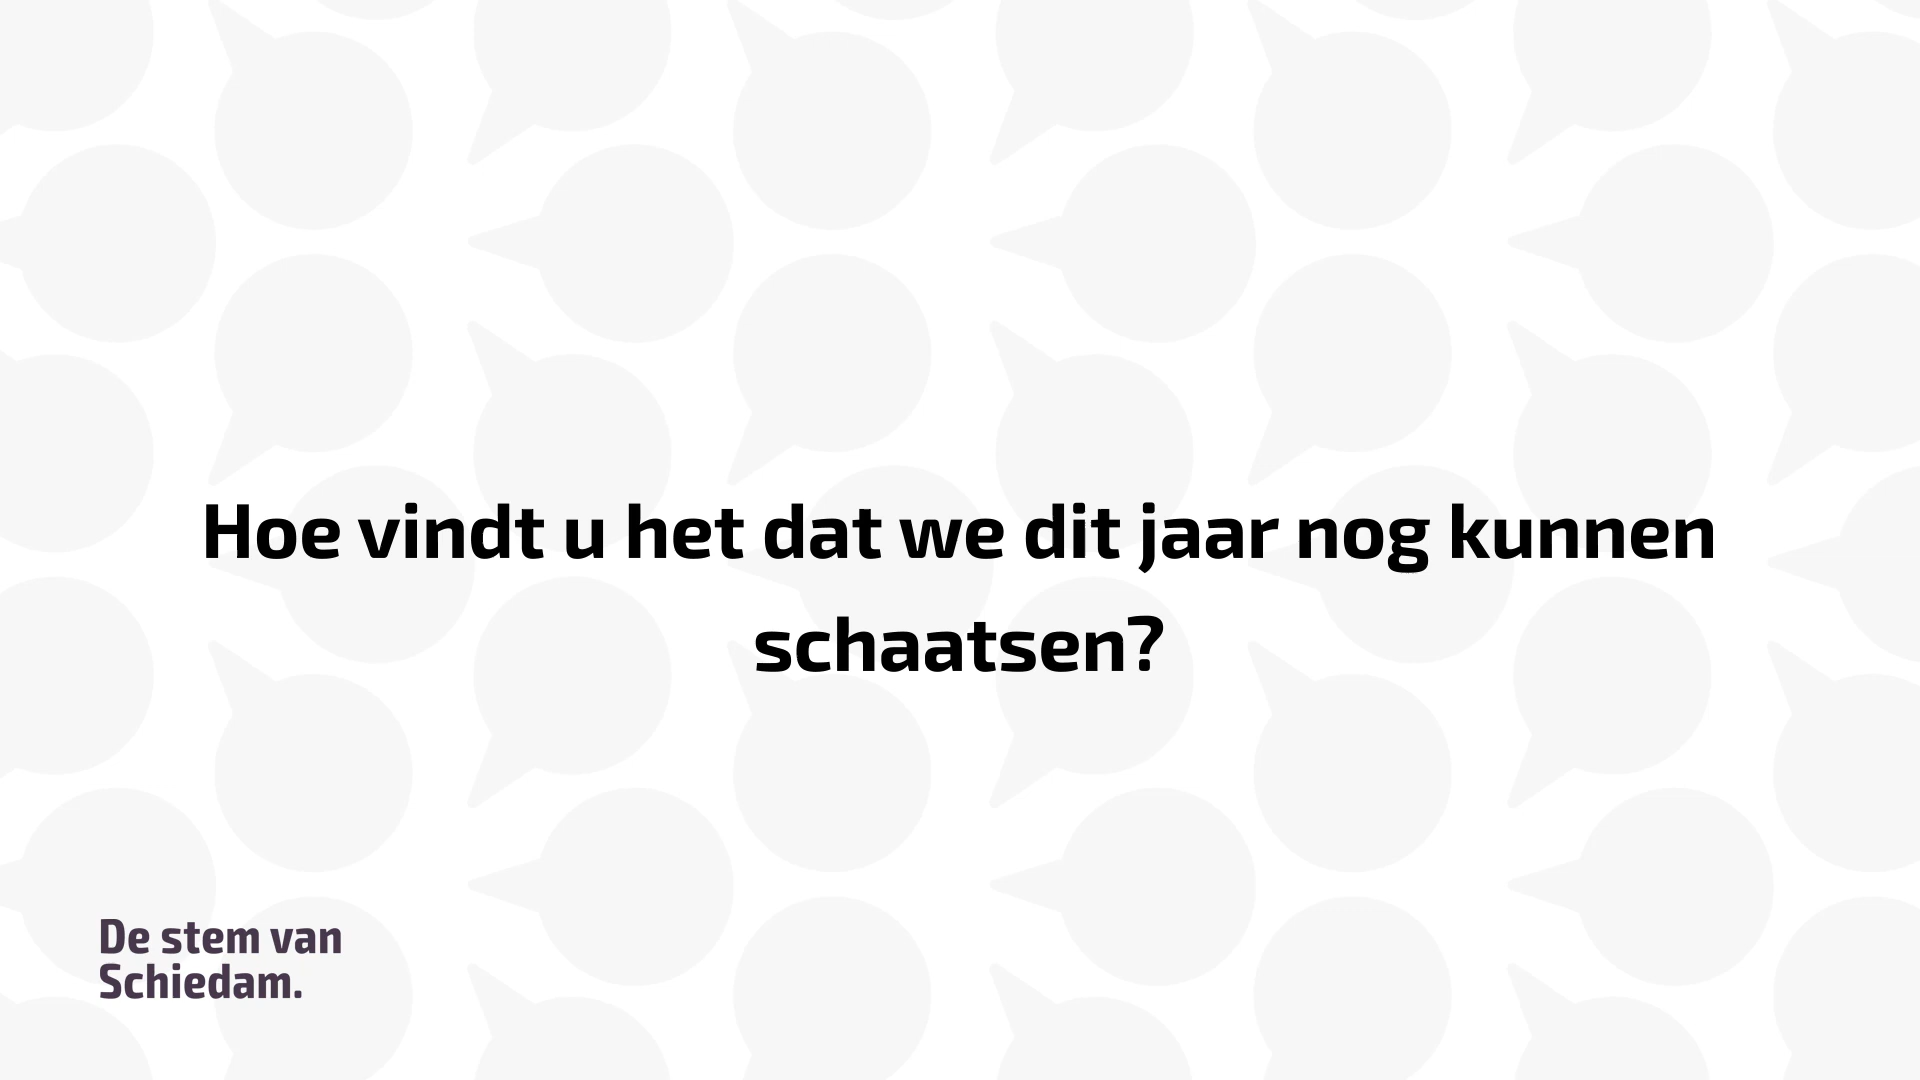 Hoe vindt u het dat we dit jaar nog kunnen
schaatsen?
De stem van
Schiedam.